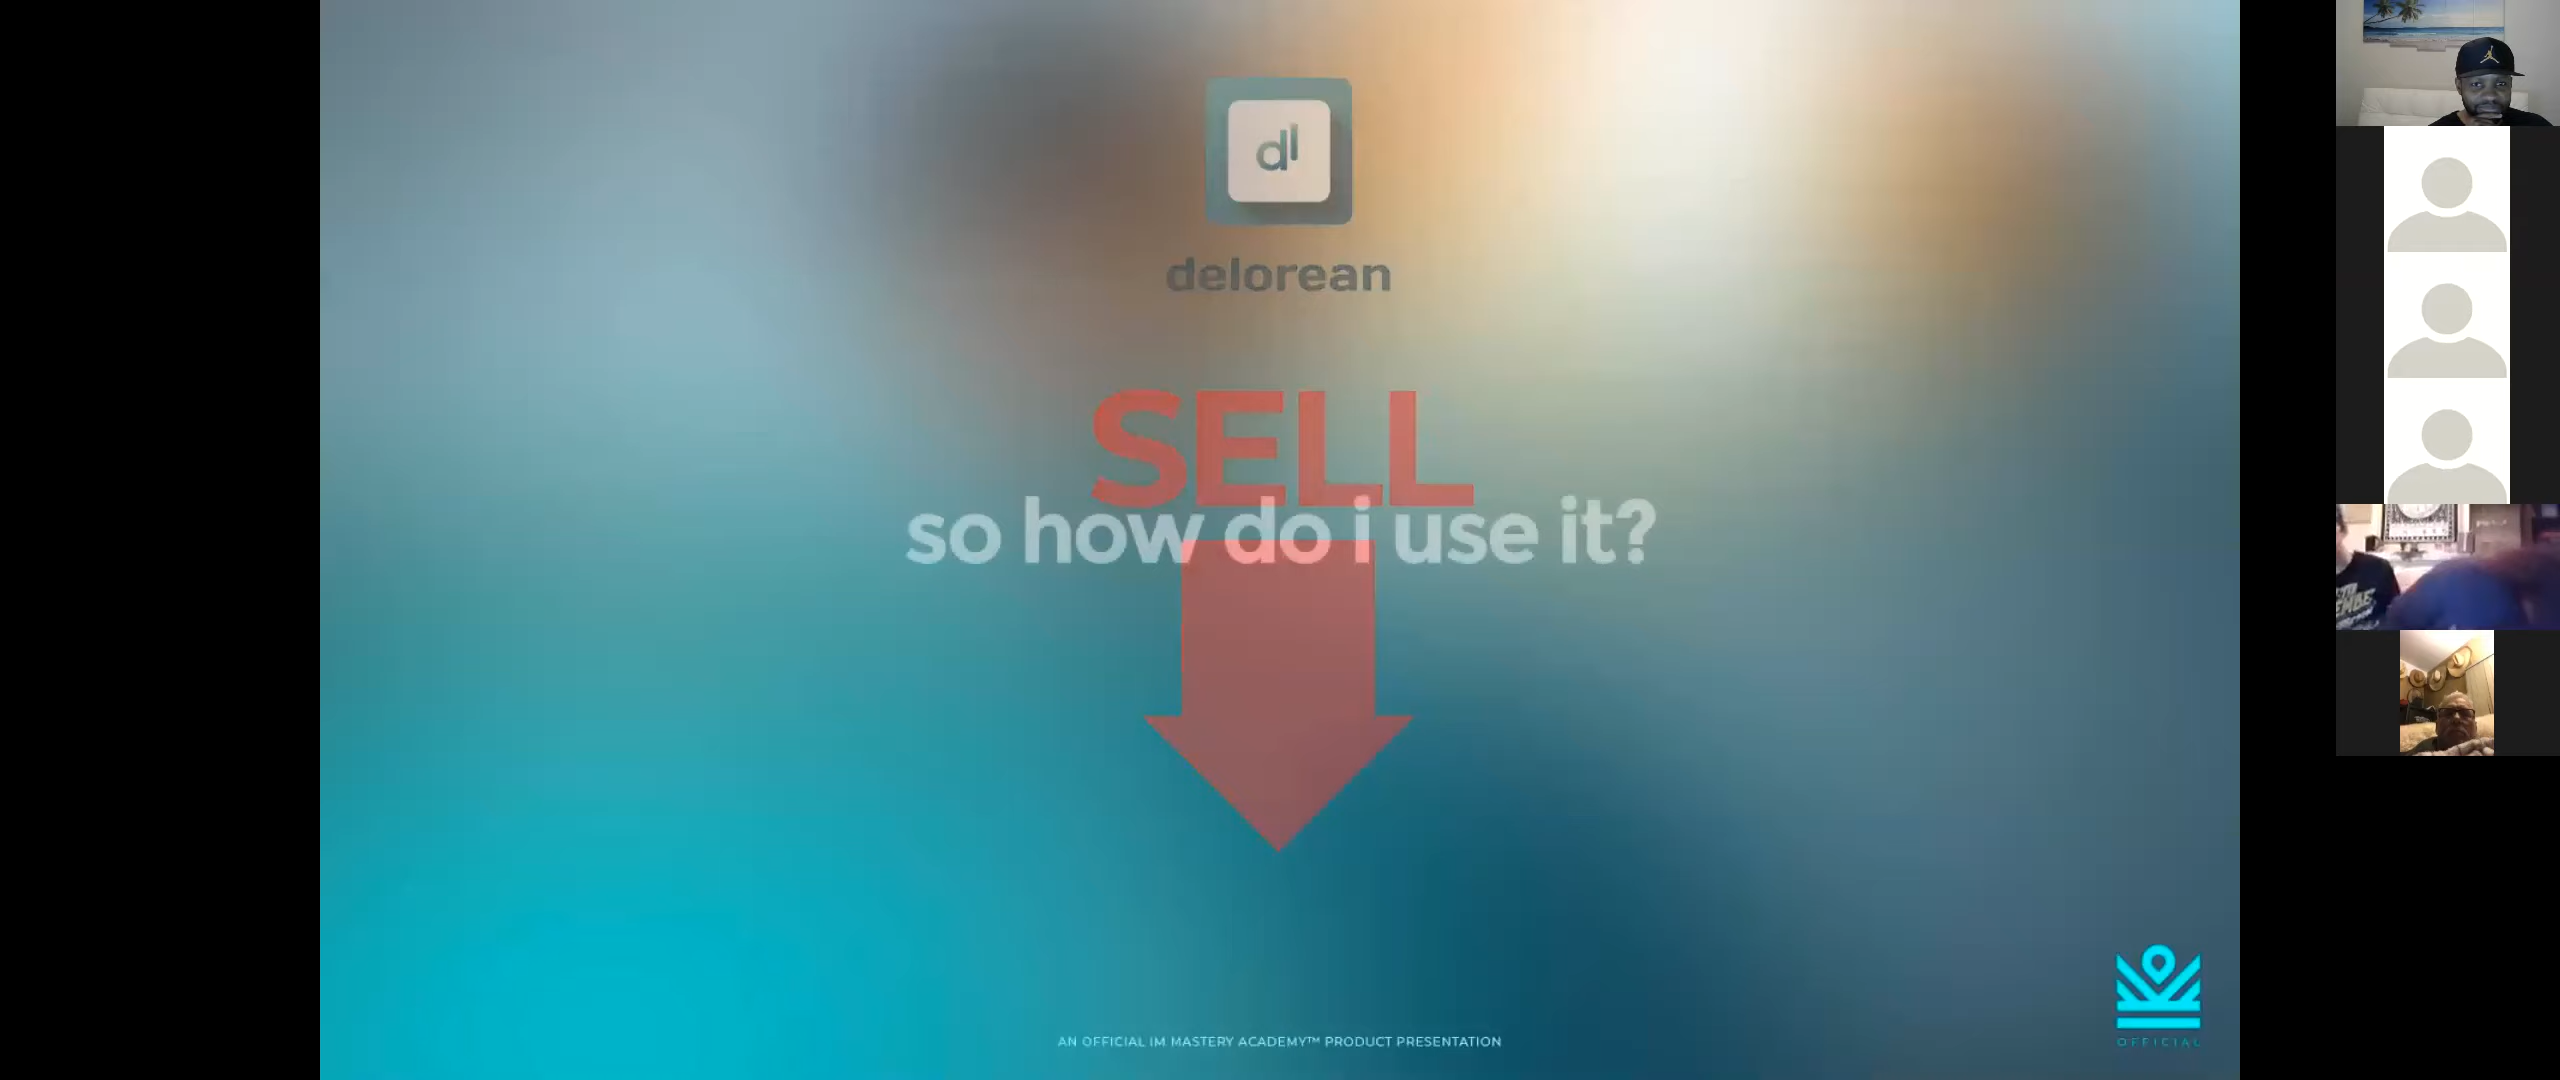 dl
delorean
SELL
so how do i use it?
AN OFFICIAL IM MASTERY ACADEMY™ PRODUCT PRESENTATION
OFFICIAL